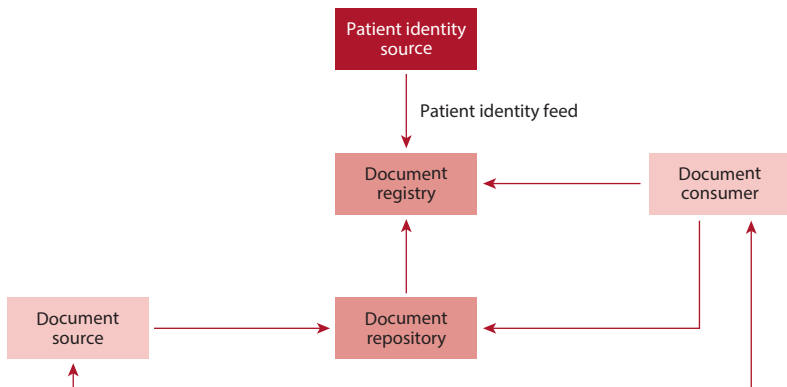 Patient identity
source
Patient identity feed
Document
registry
Document
consumer
Document
source
Document
repository